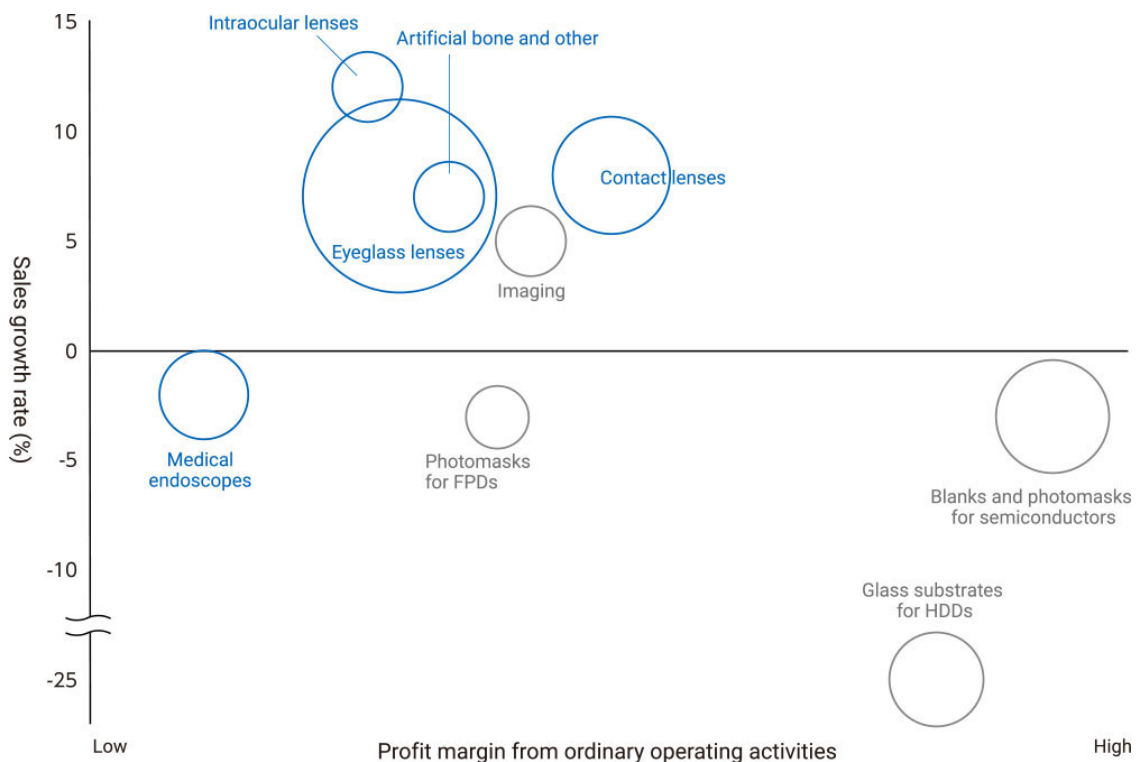 15
Intraocular lenses
Artificial bone and other
10
Contact lenses
5
Eyeglass lenses
Imaging
Sales growth rate (%)
0
Medical
endoscopes
Photomasks
for FPDs
-5
Blanks and photomasks
for semiconductors
-10
Glass substrates
for HDDs
-25
Low
Profit margin from ordinary operating activities
High